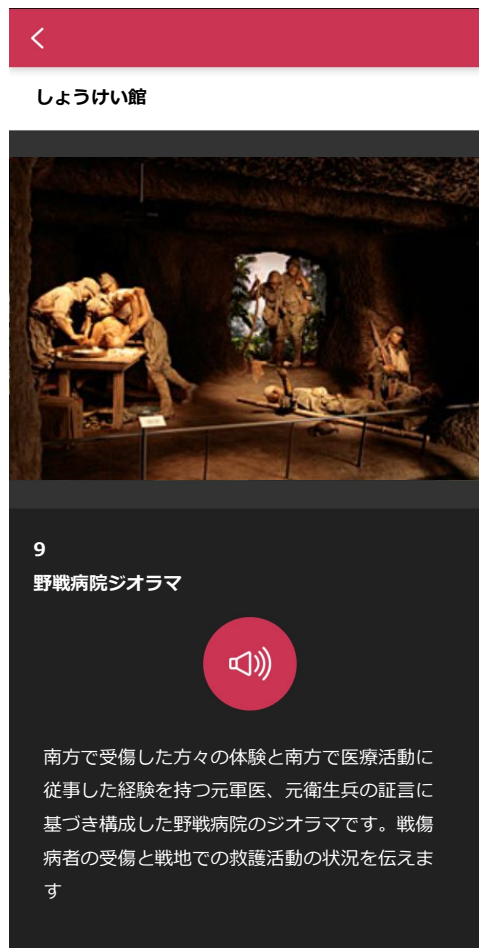 しょうけい館
9
野戦病院ジオラマ
南方で受傷した方々の体験と南方で医療活動に
従事した経験を持つ元軍医、元衛生兵の証言に
基づき構成した野戦病院のジオラマです。戦傷
病者の受傷と戦地での救護活動の状況を伝えま
す